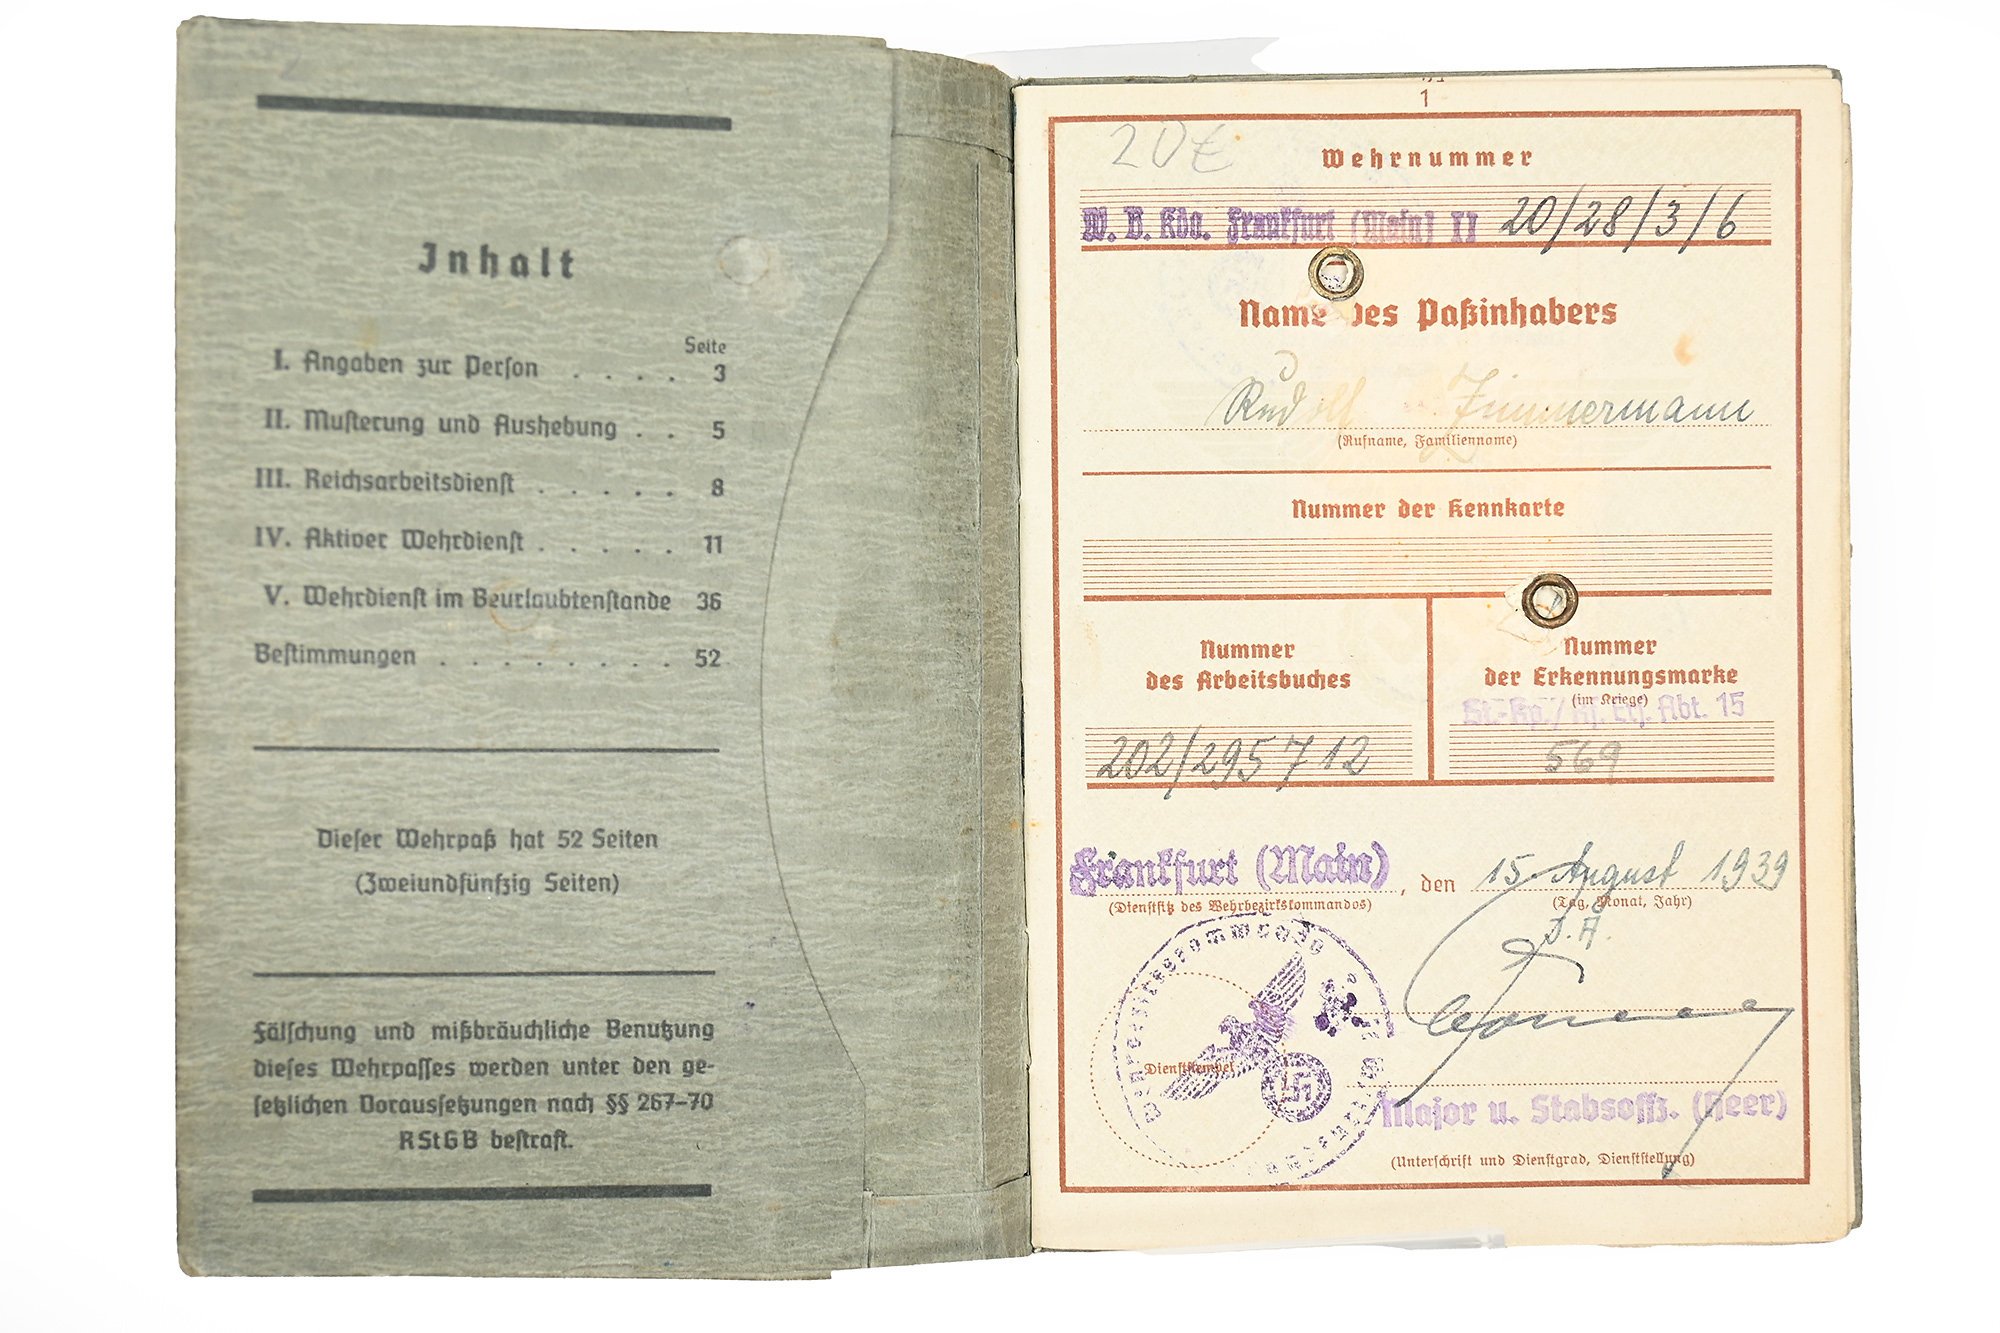 Inhalt
Seite
I. Angaben zur Person . . . . 3
II. Musterung und Aushebung . . 5
III. Reichsarbeitsdienst . . . . . 8
IV. Aktiver Wehrdienst . . . . . 11
V. Wehrdienst im Beurlaubtenstande 36
Bestimmungen . . . . . . . . . 52
Dieser Wehrpaß hat 52 Seiten
(Zweiundfünfzig Seiten)
Fälschung und mißbräuchliche Benutzung
dieses Wehrpasses werden unter den ge-
setzlichen Voraussetzungen nach §§ 267–70
RStGB bestraft.
1
20€
Wehrnummer
W. B. Kdo. Frankfurt (Main) II 20/28/3/6
Name des Paßinhabers
Rudolf Zimmermann
(Rufname, Familienname)
Nummer der Kennkarte
Nummer
des Arbeitsbuches
202/295712
Nummer
der Erkennungsmarke
(im Kriege)
Abt. 15
569
Frankfurt (Main), den 15. August 1939
(Dienstsitz des Wehrbezirkskommandos) (Tag, Monat, Jahr)
I.A.
Wehrbezirkskommando
Dienststempel
Major u. Stabsoffz. (Heer)
(Unterschrift und Dienstgrad, Dienststellung)